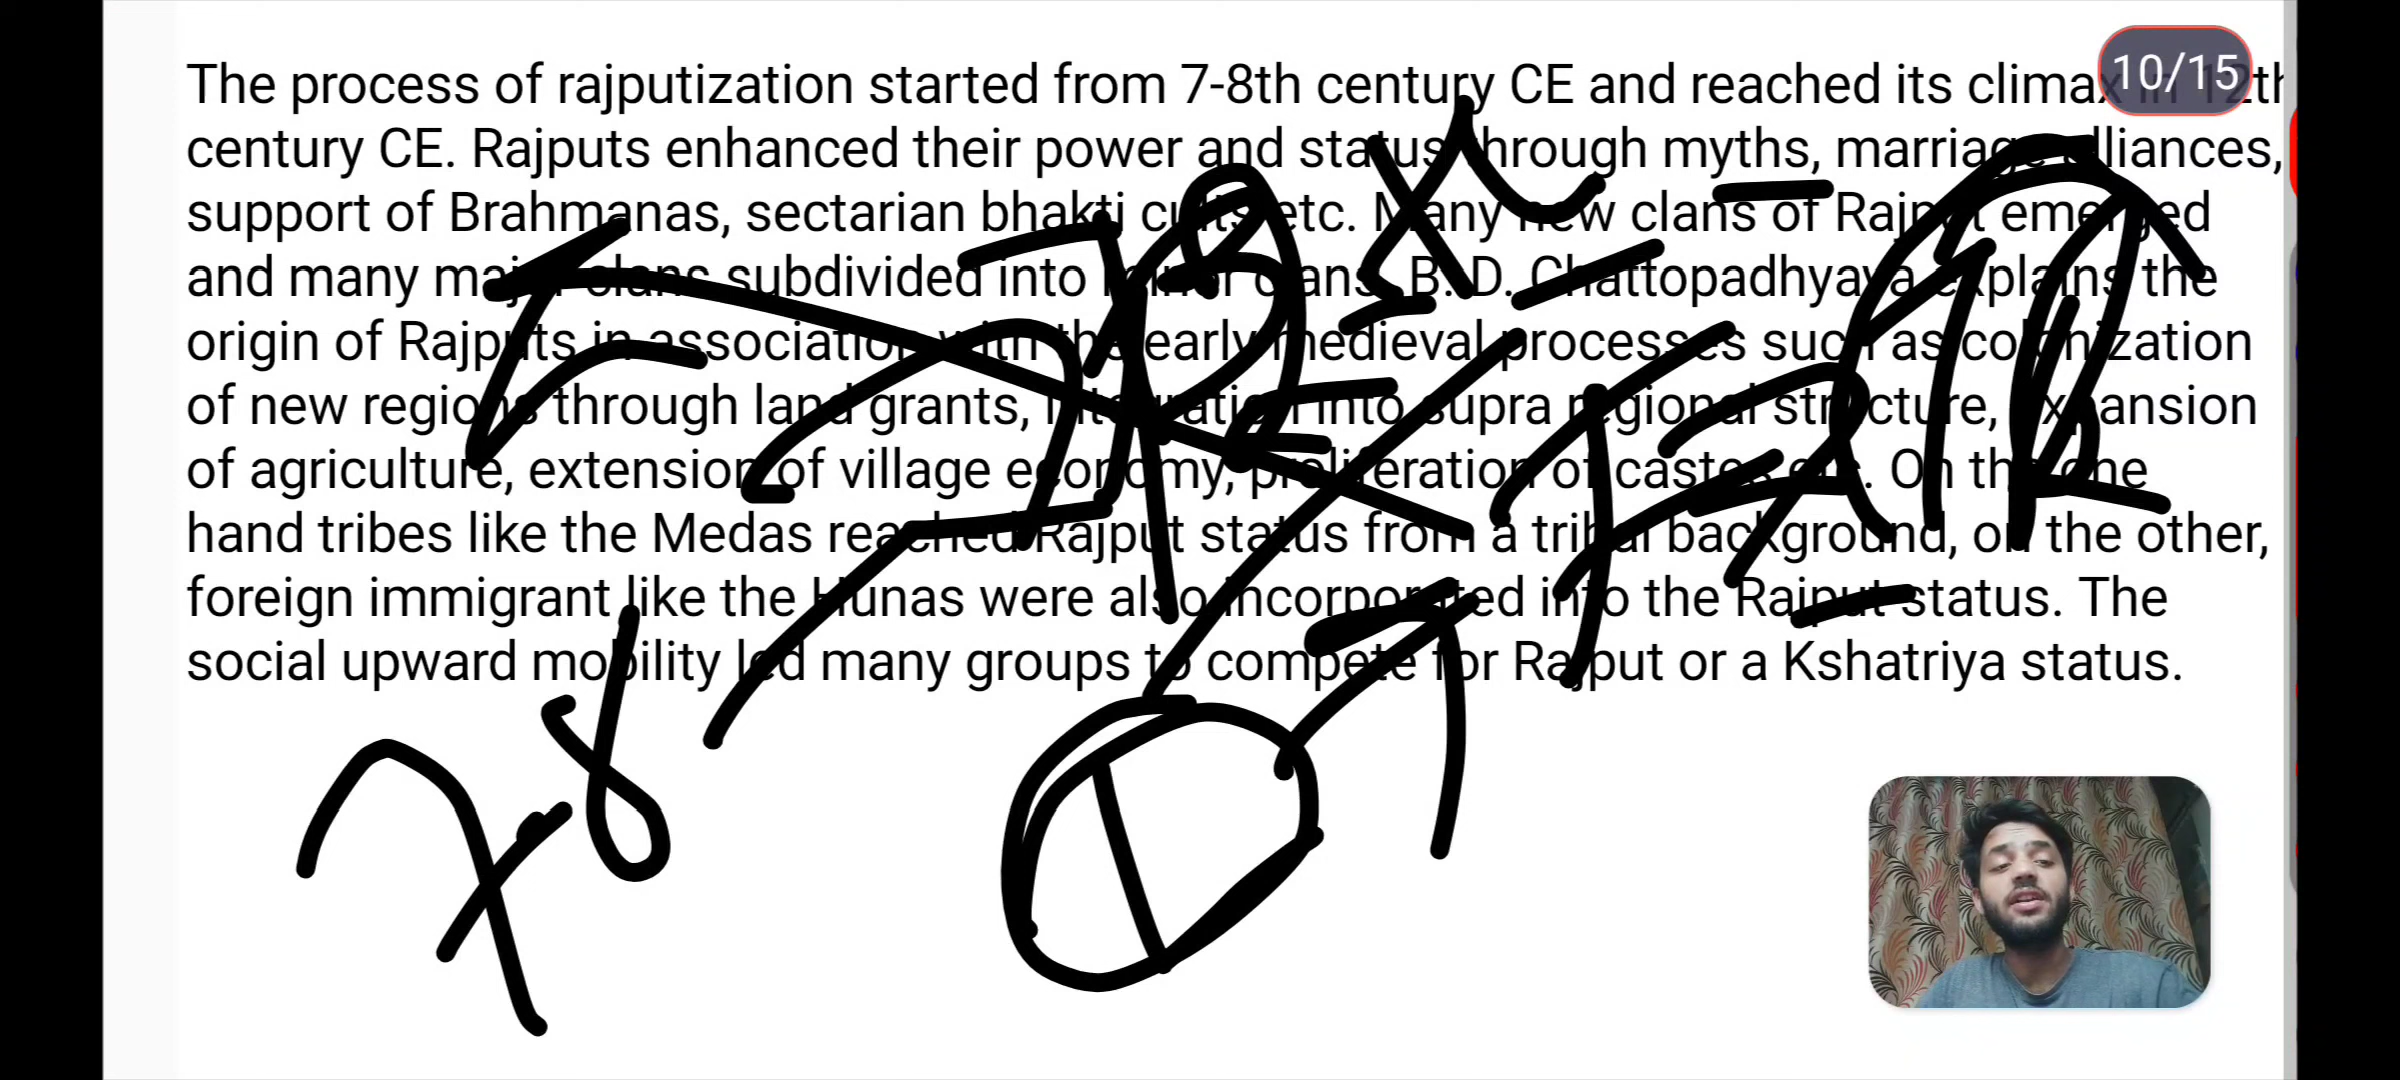 The process of rajputization started from 7-8th century CE and reached its climax in 12th
century CE. Rajputs enhanced their power and status through myths, marriage alliances,
support of Brahmanas, sectarian bhakti cults etc. Many new clans of Rajput emerged
and many major clans subdivided into minor clans. B. D. Chattopadhyaya explains the
origin of Rajputs in association with the early medieval processes such as colonization
of new regions through land grants, integration into supra regional structure, expansion
of agriculture, extension of village economy, proliferation of castes etc. On the one
hand tribes like the Medas reached Rajput status from a tribal background, on the other,
foreign immigrant like the Hunas were also incorporated into the Rajput status. The
social upward mobility led many groups to compete for Rajput or a Kshatriya status.
10/15
7-8